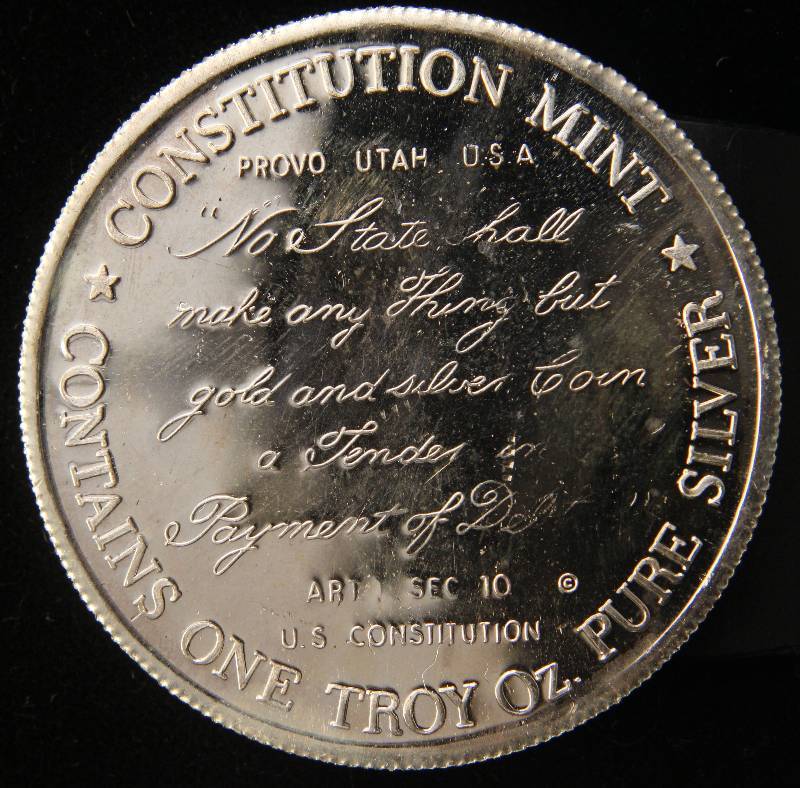 CONSTITUTION MINT
PROVO UTAH U.S.A
"No State shall
make any Thing but
gold and silver Coin
a Tender in
Payment of Debts
ART SEC 10 ©
U.S. CONSTITUTION
CONTAINS ONE TROY OZ. PURE SILVER